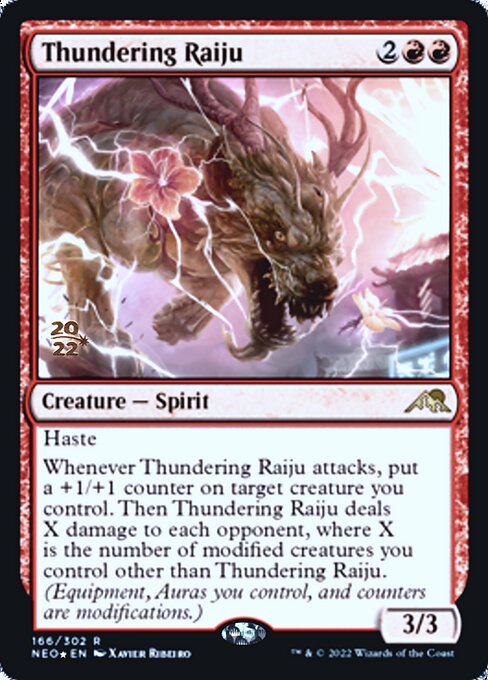 Thundering Raiju 2
20
22
Creature — Spirit
Haste
Whenever Thundering Raiju attacks, put
a +1/+1 counter on target creature you
control. Then Thundering Raiju deals
X damage to each opponent, where X
is the number of modified creatures you
control other than Thundering Raiju.
(Equipment, Auras you control, and counters
are modifications.)
3/3
166/302 R
NEO★EN Xavier Ribeiro
™ & © 2022 Wizards of the Coast